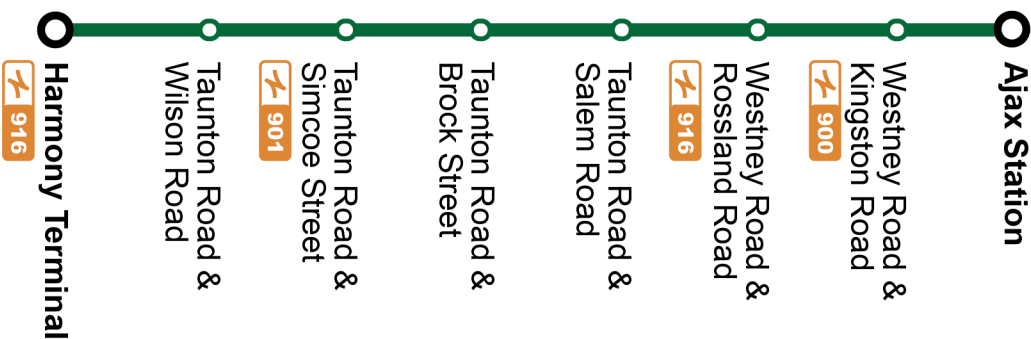 Harmony Terminal
916
Taunton Road &
Wilson Road
Taunton Road &
Simcoe Street
901
Taunton Road &
Brock Street
Taunton Road &
Salem Road
Westney Road &
Rossland Road
916
Westney Road &
Kingston Road
900
Ajax Station